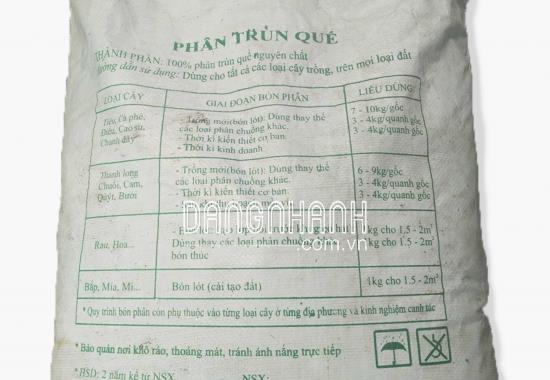 PHÂN TRÙN QUẾ
THÀNH PHẦN: 100% phân trùn quế nguyên chất
Hướng dẫn sử dụng: Dùng cho tất cả các loại cây trồng, trên mọi loại đất
LOẠI CÂY
GIAI ĐOẠN BÓN PHÂN
LIỀU DÙNG
Tiêu, Cà phê,
Điều, Cao su,
Chanh dây
- Trồng mới(bón lót): Dùng thay thế
các loại phân chuồng khác.
- Thời kì kiến thiết cơ bản.
- Thời kì kinh doanh
7 - 10kg/gốc
3 - 4kg/quanh gốc
3 - 4kg/quanh gốc
Thanh long
Chuối, Cam,
Quýt, Bưởi
- Trồng mới(bón lót): Dùng thay thế
các loại phân chuồng khác.
- Thời kì kiến thiết cơ bản.
6 - 9kg/gốc
3 - 4kg/quanh gốc
3 - 4kg/quanh gốc
DANGNHANH
.com.vn
Rau, Hoa...
Dùng thay các loại phân chuồng khác
bón thúc
kg cho 1.5 - 2m²
kg cho 1.5 - 2m²
Bắp, Mía, Mì...
Bón lót (cải tạo đất)
1kg cho 1.5 - 2m²
* Quy trình bón phân còn phụ thuộc vào từng loại cây ở từng địa phương và kinh nghiệm canh tác
* Bảo quản nơi khô ráo, thoáng mát, tránh ánh nắng trực tiếp
* HSD: 2 năm kể từ NSX
NSX: